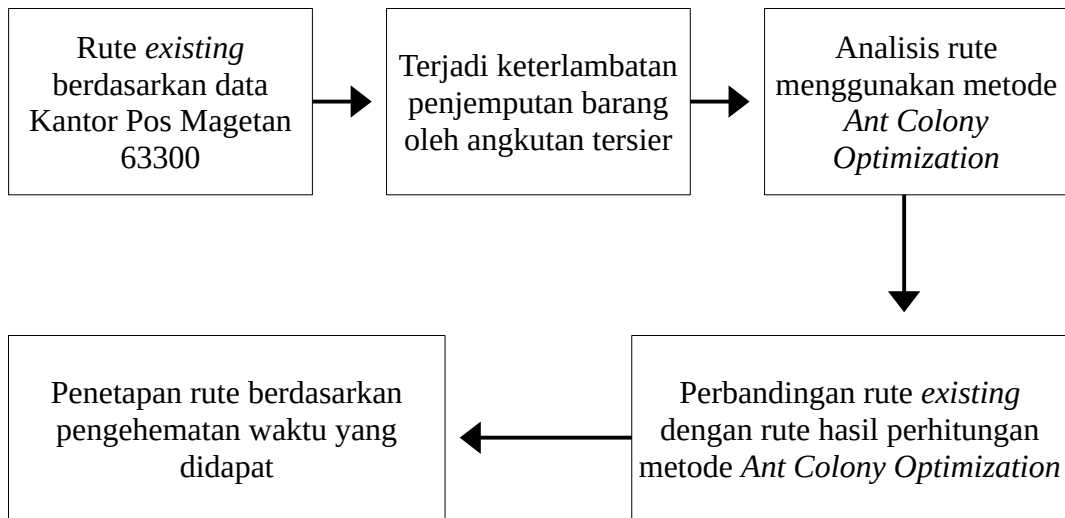 Rute existing
berdasarkan data
Kantor Pos Magetan
63300
Terjadi keterlambatan
penjemputan barang
oleh angkutan tersier
Analisis rute
menggunakan metode
Ant Colony
Optimization
Penetapan rute berdasarkan
pengehematan waktu yang
didapat
Perbandingan rute existing
dengan rute hasil perhitungan
metode Ant Colony Optimization